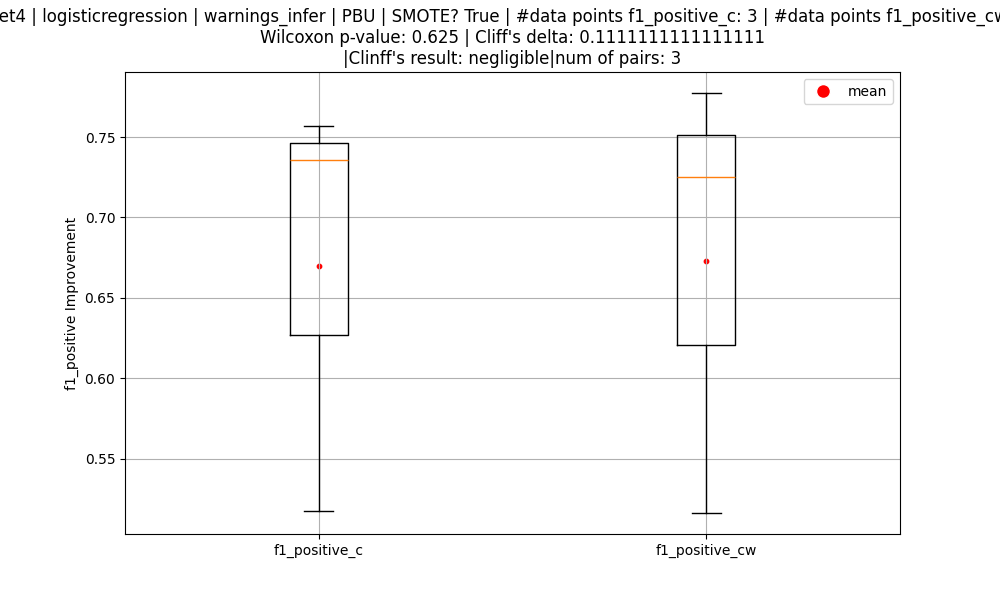 et4 | logisticregression | warnings_infer | PBU | SMOTE? True | #data points f1_positive_c: 3 | #data points f1_positive_cw
Wilcoxon p-value: 0.625 | Cliff's delta: 0.1111111111111111
|Clinff's result: negligible|num of pairs: 3
mean
f1_positive Improvement
0.75
0.70
0.65
0.60
0.55
f1_positive_c
f1_positive_cw